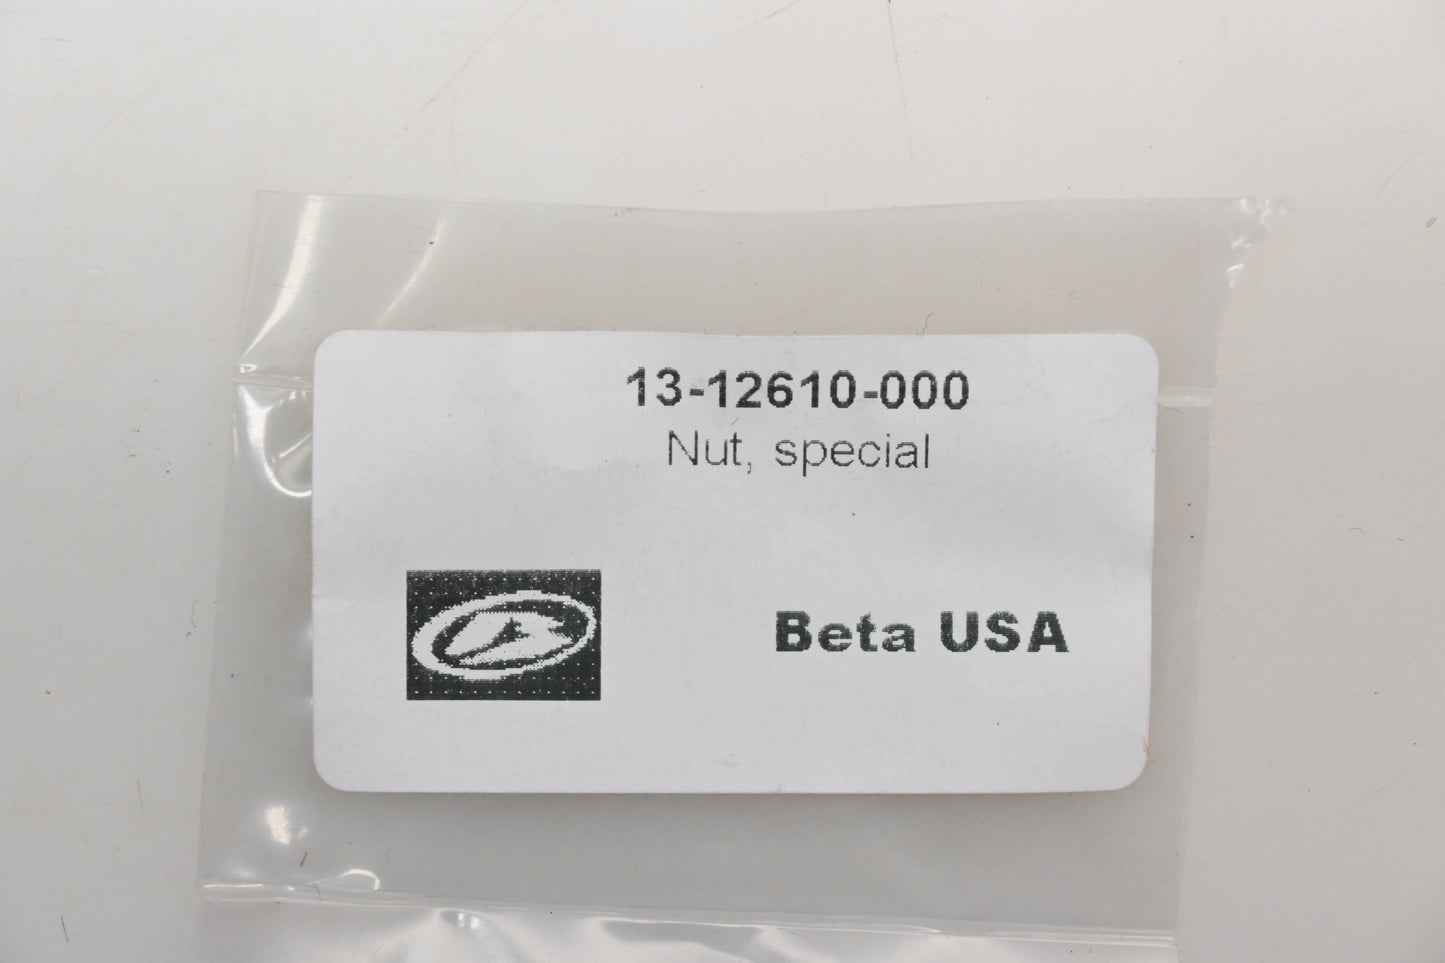 13-12610-000
Nut, special
Beta USA